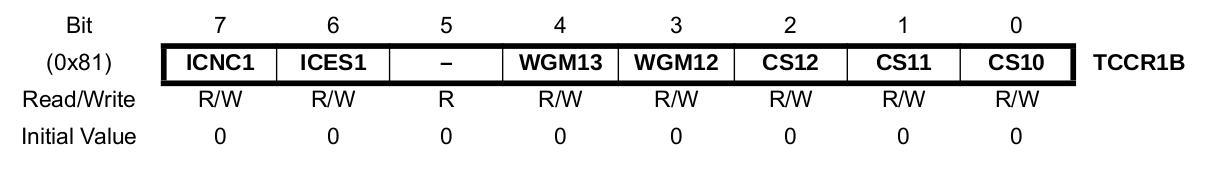 Bit 7 6 5 4 3 2 1 0
(0x81) ICNC1 ICES1 – WGM13 WGM12 CS12 CS11 CS10 TCCR1B
Read/Write R/W R/W R R/W R/W R/W R/W R/W
Initial Value 0 0 0 0 0 0 0 0